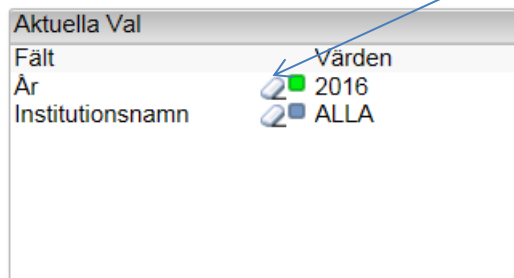 Aktuella Val
Fält Värden
År 2016
Institutionsnamn ALLA